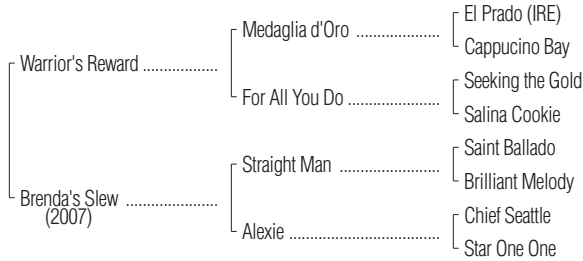 El Prado (IRE)
Medaglia d'Oro ..................
Cappucino Bay
Warrior's Reward ................
Seeking the Gold
For All You Do ....................
Salina Cookie
Saint Ballado
Straight Man ......................
Brilliant Melody
Brenda's Slew ....................
(2007)
Chief Seattle
Alexie .................................
Star One One